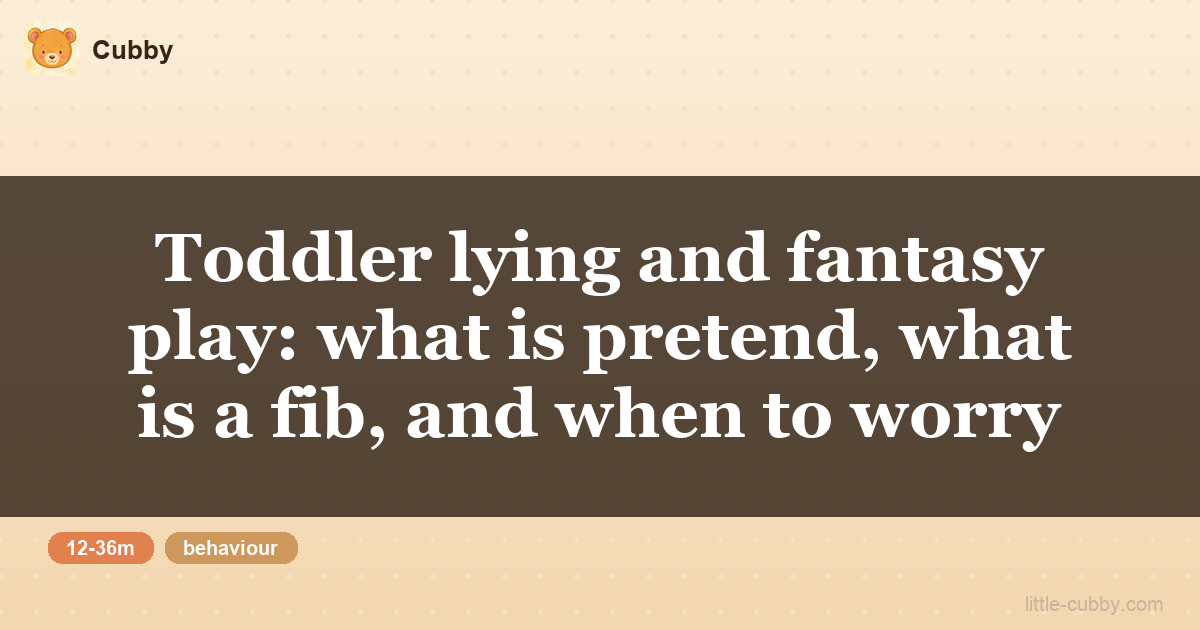 Cubby
Toddler lying and fantasy
play: what is pretend, what
is a fib, and when to worry
12-36m
behaviour
little-cubby.com